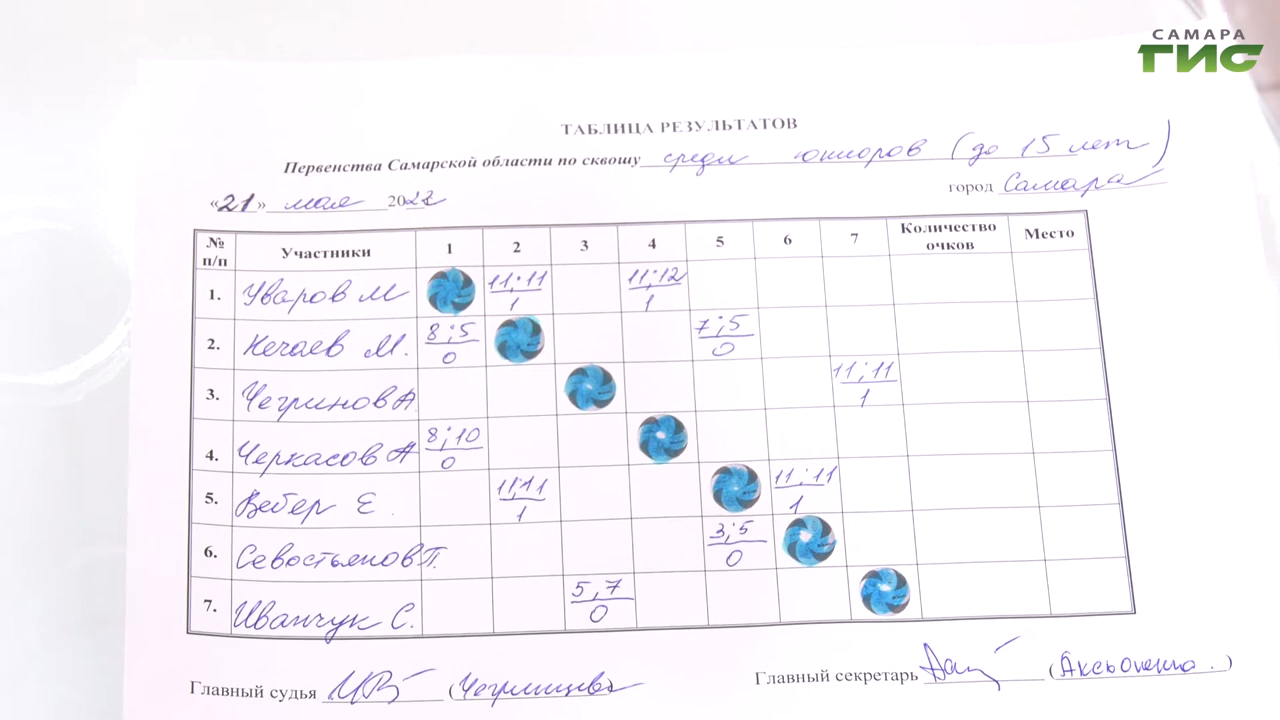 САМАРА
ГИС
ТАБЛИЦА РЕЗУЛЬТАТОВ
Первенства Самарской области по сквошу среди юниоров (до 15 лет)
«21» мая 2022 город Самара
№ п/п Участники 1 2 3 4 5 6 7 Количество очков Место
1. Уваров М 11;11 1 11;12 1
2. Нечаев М. 8;5 0 7;5 0
3. Чегринов А 11;11 1
4. Черкасов А 8;10 0
5. Вебер Е. 11;11 1 11;11 1
6. Севостьянов П. 3;5 0
7. Иванчук С. 5,7 0
Главный судья ( ) Главный секретарь ( )